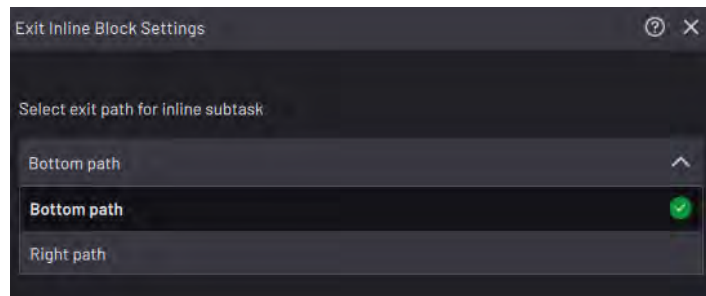 Exit Inline Block Settings
Select exit path for inline subtask
Bottom path
Bottom path
Right path